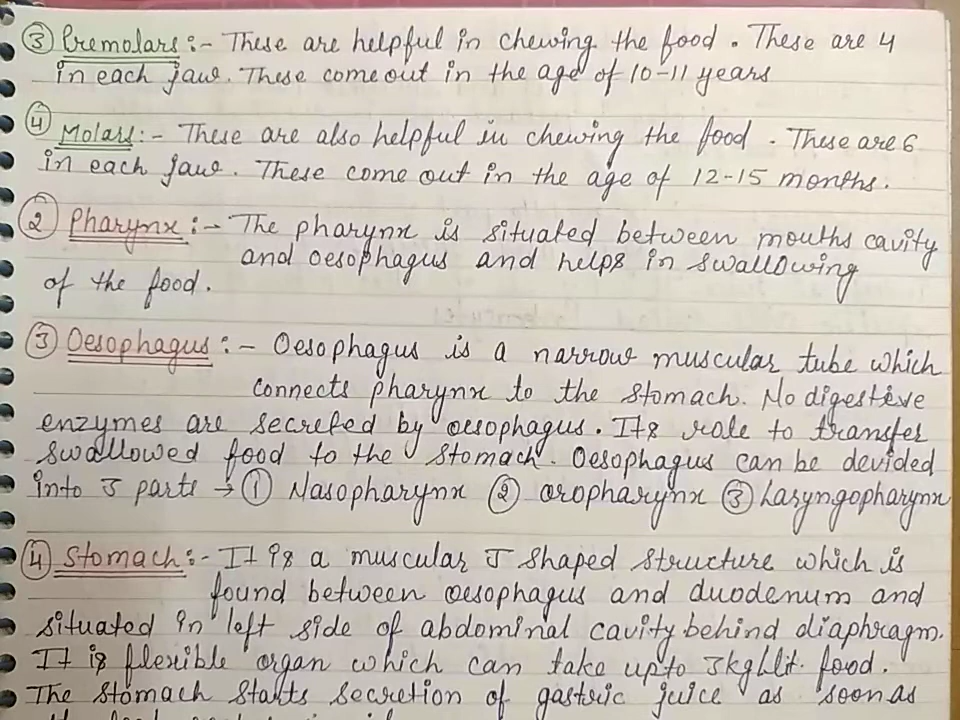 ③ Premolars :- These are helpful in chewing the food. These are 4
in each jaw. These come out in the age of 10-11 years
④ Molars :- These are also helpful in chewing the food. These are 6
in each jaw. These come out in the age of 12-15 months.
② Pharynx :- The pharynx is situated between mouths cavity
and oesophagus and helps in swallowing
of the food.
③ Oesophagus :- Oesophagus is a narrow muscular tube which
connects pharynx to the stomach. No digestive
enzymes are secreted by oesophagus. Its role to transfer
swallowed food to the stomach. Oesophagus can be devided
into 3 parts → ① Nasopharynx ② oropharynx ③ Laryngopharynx
④ Stomach :- It is a muscular J shaped structure which is
found between oesophagus and duodenum and
situated in left side of abdominal cavity behind diaphragm.
It is flexible organ which can take upto 3kg/lit. food.
The stomach starts secretion of gastric juice as soon as